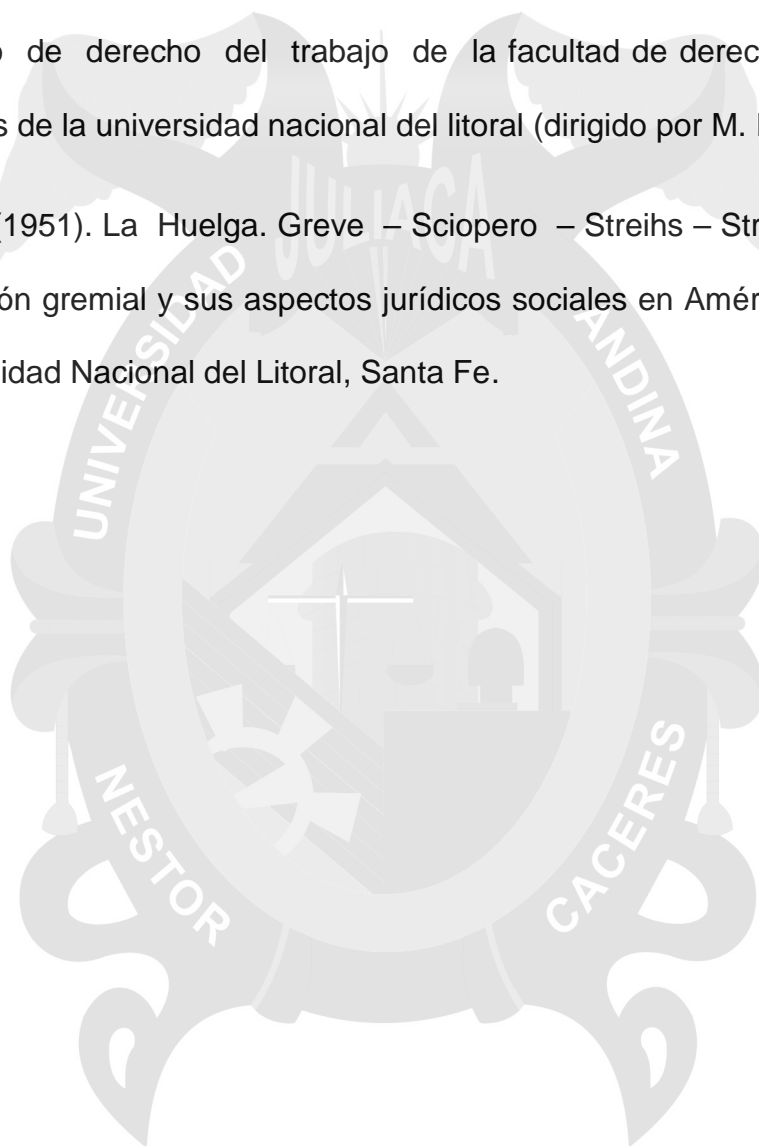 de derecho del trabajo de la facultad de derec
s de la universidad nacional del litoral (dirigido por M. 
(1951). La Huelga. Greve – Sciopero – Streihs – Str
ón gremial y sus aspectos jurídicos sociales en Amér
idad Nacional del Litoral, Santa Fe.
UNIVERSIDAD ANDINA
JULIACA
NESTOR CACERES